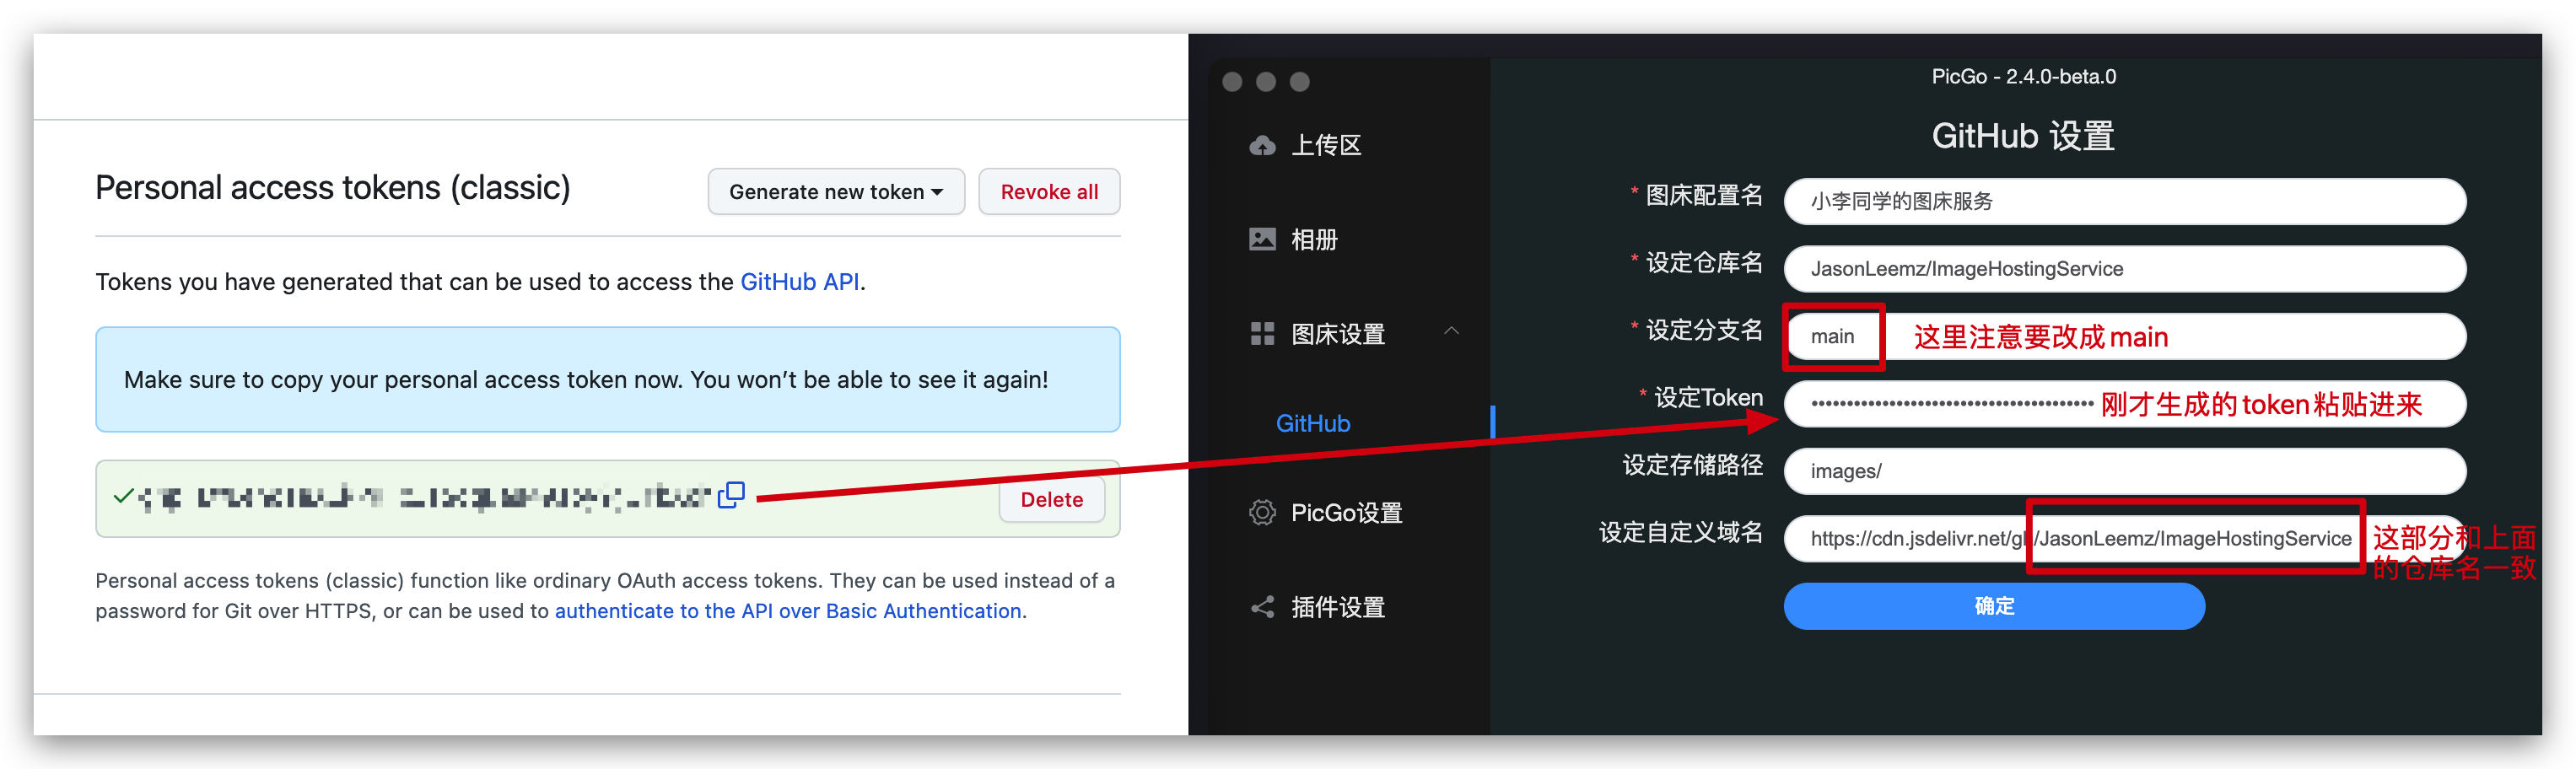 Personal access tokens (classic)
Generate new token
Revoke all
Tokens you have generated that can be used to access the GitHub API.
Make sure to copy your personal access token now. You won't be able to see it again!
Delete
Personal access tokens (classic) function like ordinary OAuth access tokens. They can be used instead of a
password for Git over HTTPS, or can be used to authenticate to the API over Basic Authentication.
PicGo - 2.4.0-beta.0
上传区
相册
图床设置
GitHub
PicGo设置
插件设置
GitHub 设置
* 图床配置名 小李同学的图床服务
* 设定仓库名 JasonLeemz/ImageHostingService
* 设定分支名 main 这里注意要改成main
* 设定Token •••••••••••••••••••••••••••••••••••••••• 刚才生成的token粘贴进来
设定存储路径 images/
设定自定义域名 https://cdn.jsdelivr.net/gh/JasonLeemz/ImageHostingService 这部分和上面
的仓库名一致
确定